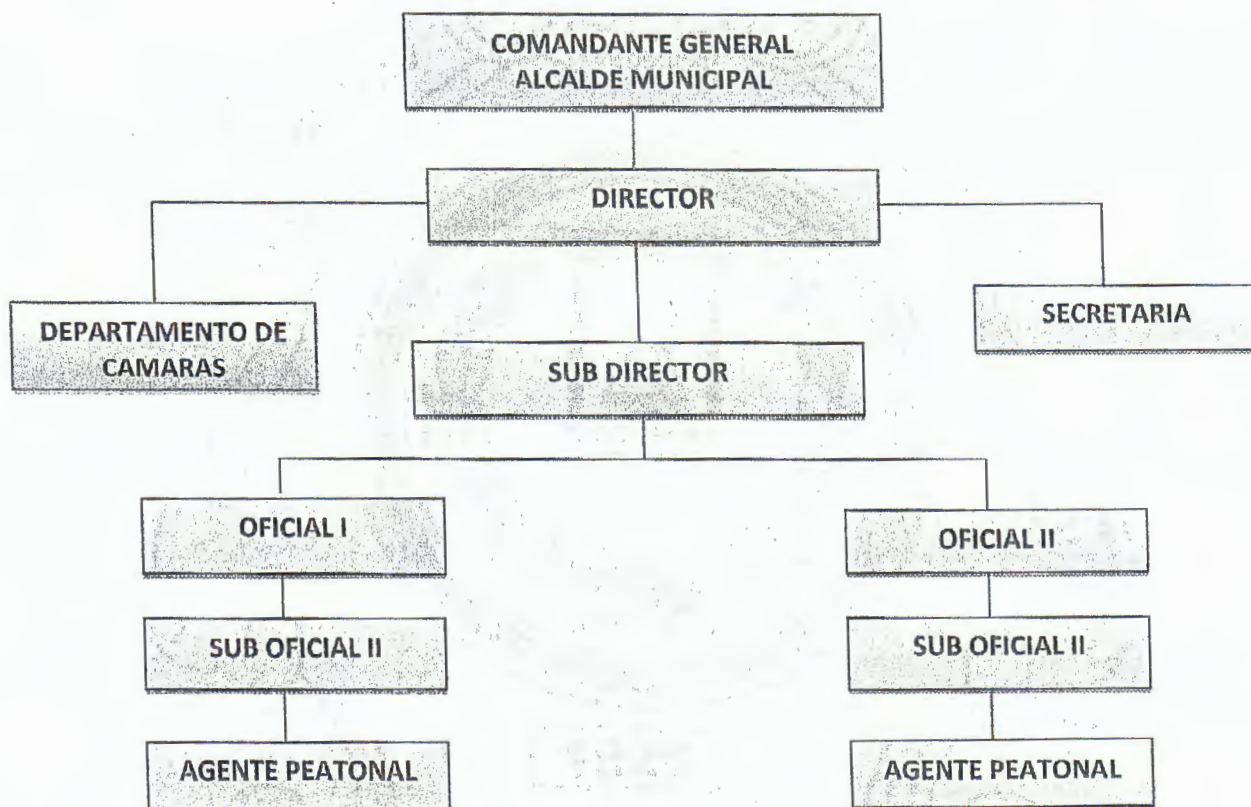 COMANDANTE GENERAL
ALCALDE MUNICIPAL
DIRECTOR
DEPARTAMENTO DE
CAMARAS
SECRETARIA
SUB DIRECTOR
OFICIAL I
OFICIAL II
SUB OFICIAL II
SUB OFICIAL II
AGENTE PEATONAL
AGENTE PEATONAL